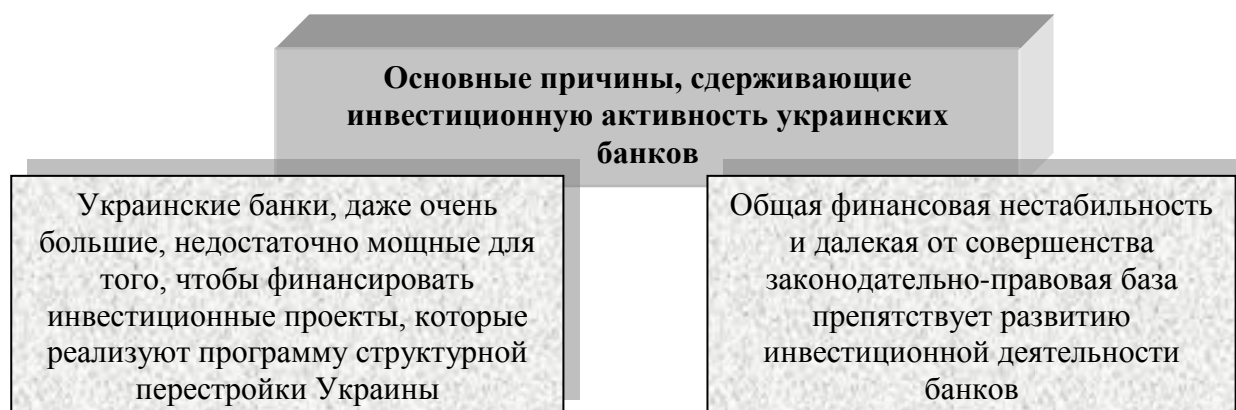 Основные причины, сдерживающие
инвестиционную активность украинских
банков
Украинские банки, даже очень
большие, недостаточно мощные для
того, чтобы финансировать
инвестиционные проекты, которые
реализуют программу структурной
перестройки Украины
Общая финансовая нестабильность
и далекая от совершенства
законодательно-правовая база
препятствует развитию
инвестиционной деятельности
банков